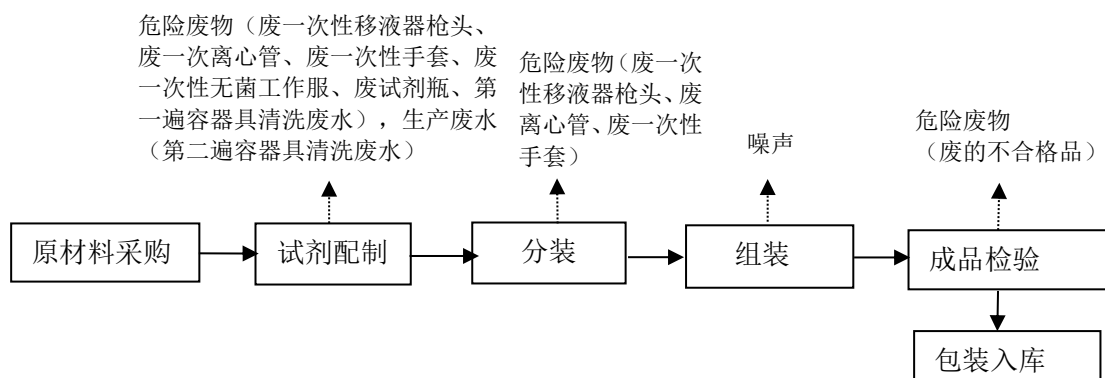 危险废物（废一次性移液器枪头、
废一次离心管、废一次性手套、废
一次性无菌工作服、废试剂瓶、第
一遍容器具清洗废水），生产废水
（第二遍容器具清洗废水）
危险废物（废一次
性移液器枪头、废
离心管、废一次性
手套）
噪声
危险废物
（废的不合格品）
原材料采购
试剂配制
分装
组装
成品检验
包装入库